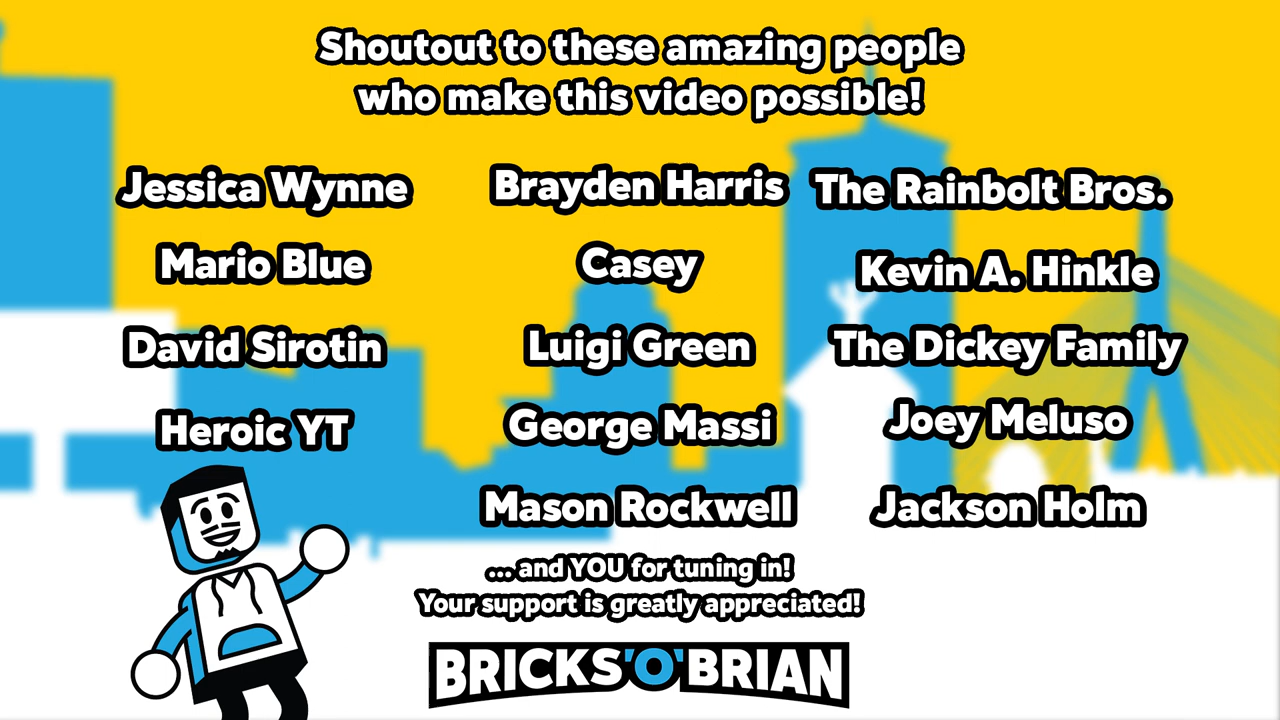 Shoutout to these amazing people
who make this video possible!
Jessica Wynne
Mario Blue
David Sirotin
Heroic YT
Brayden Harris
Casey
Luigi Green
George Massi
Mason Rockwell
The Rainbolt Bros.
Kevin A. Hinkle
The Dickey Family
Joey Meluso
Jackson Holm
... and YOU for tuning in!
Your support is greatly appreciated!
BRICKS'O'BRIAN